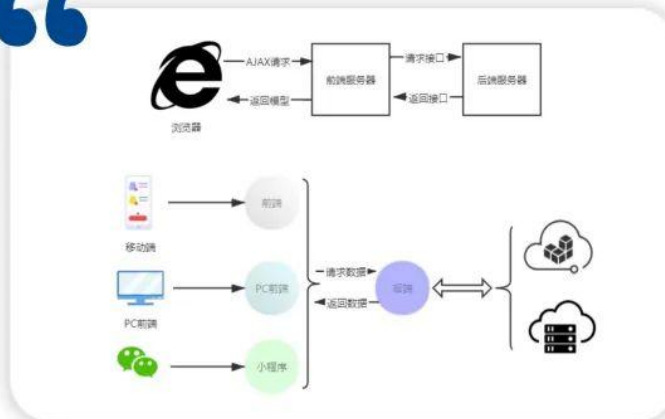 AJAX请求
请求接口
前端服务器
后端服务器
返回模型
返回接口
浏览器
前端
移动端
请求数据
PC前端
返回数据
PC前端
小程序